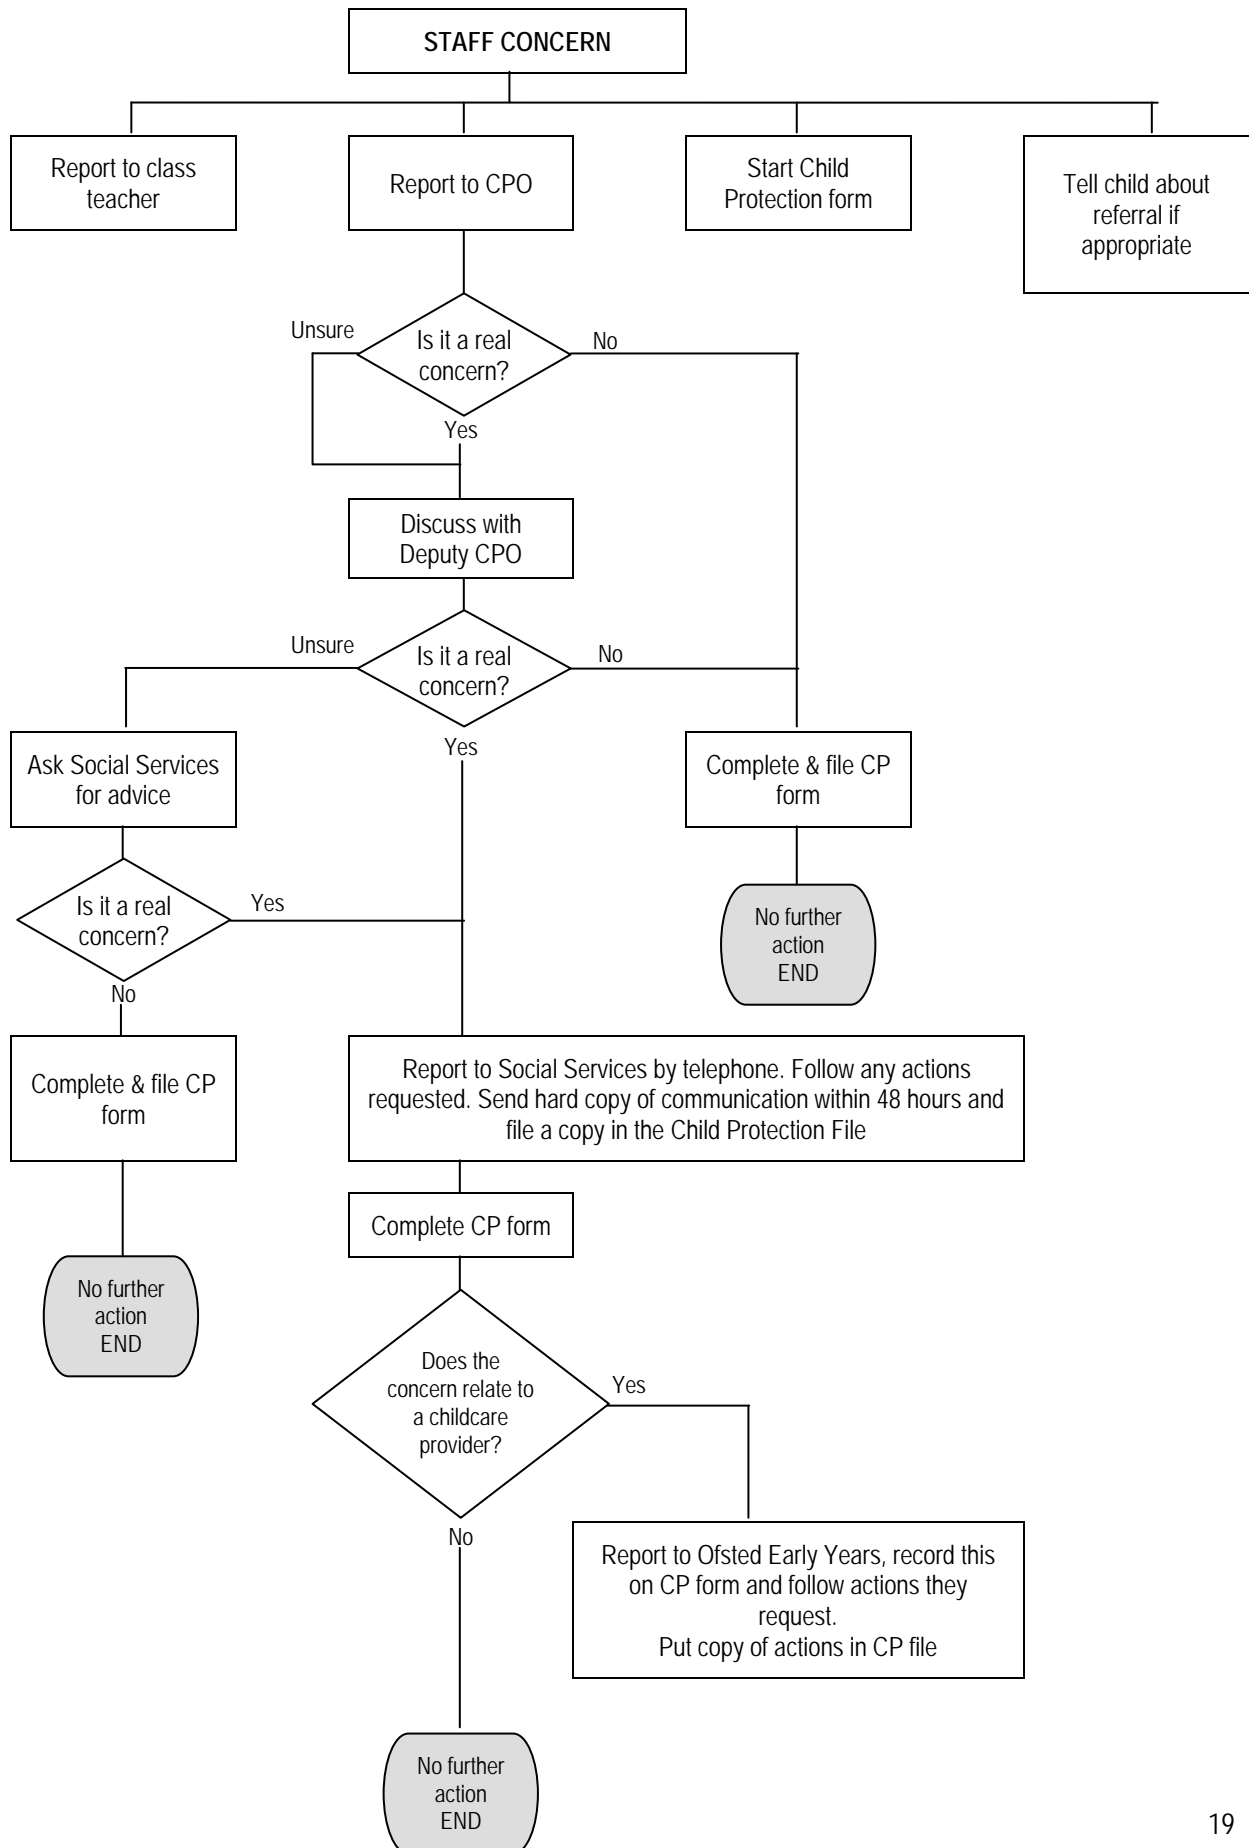 STAFF CONCERN
Report to class
teacher
Report to CPO
Start Child
Protection form
Tell child about
referral if
appropriate
Unsure
Is it a real
concern?
No
Yes
Discuss with
Deputy CPO
Unsure
Is it a real
concern?
No
Yes
Ask Social Services
for advice
Complete & file CP
form
Is it a real
concern?
Yes
No
No further
action
END
Complete & file CP
form
Report to Social Services by telephone. Follow any actions
requested. Send hard copy of communication within 48 hours and
file a copy in the Child Protection File
Complete CP form
No further
action
END
Does the
concern relate to
a childcare
provider?
Yes
No
Report to Ofsted Early Years, record this
on CP form and follow actions they
request.
Put copy of actions in CP file
No further
action
END
19